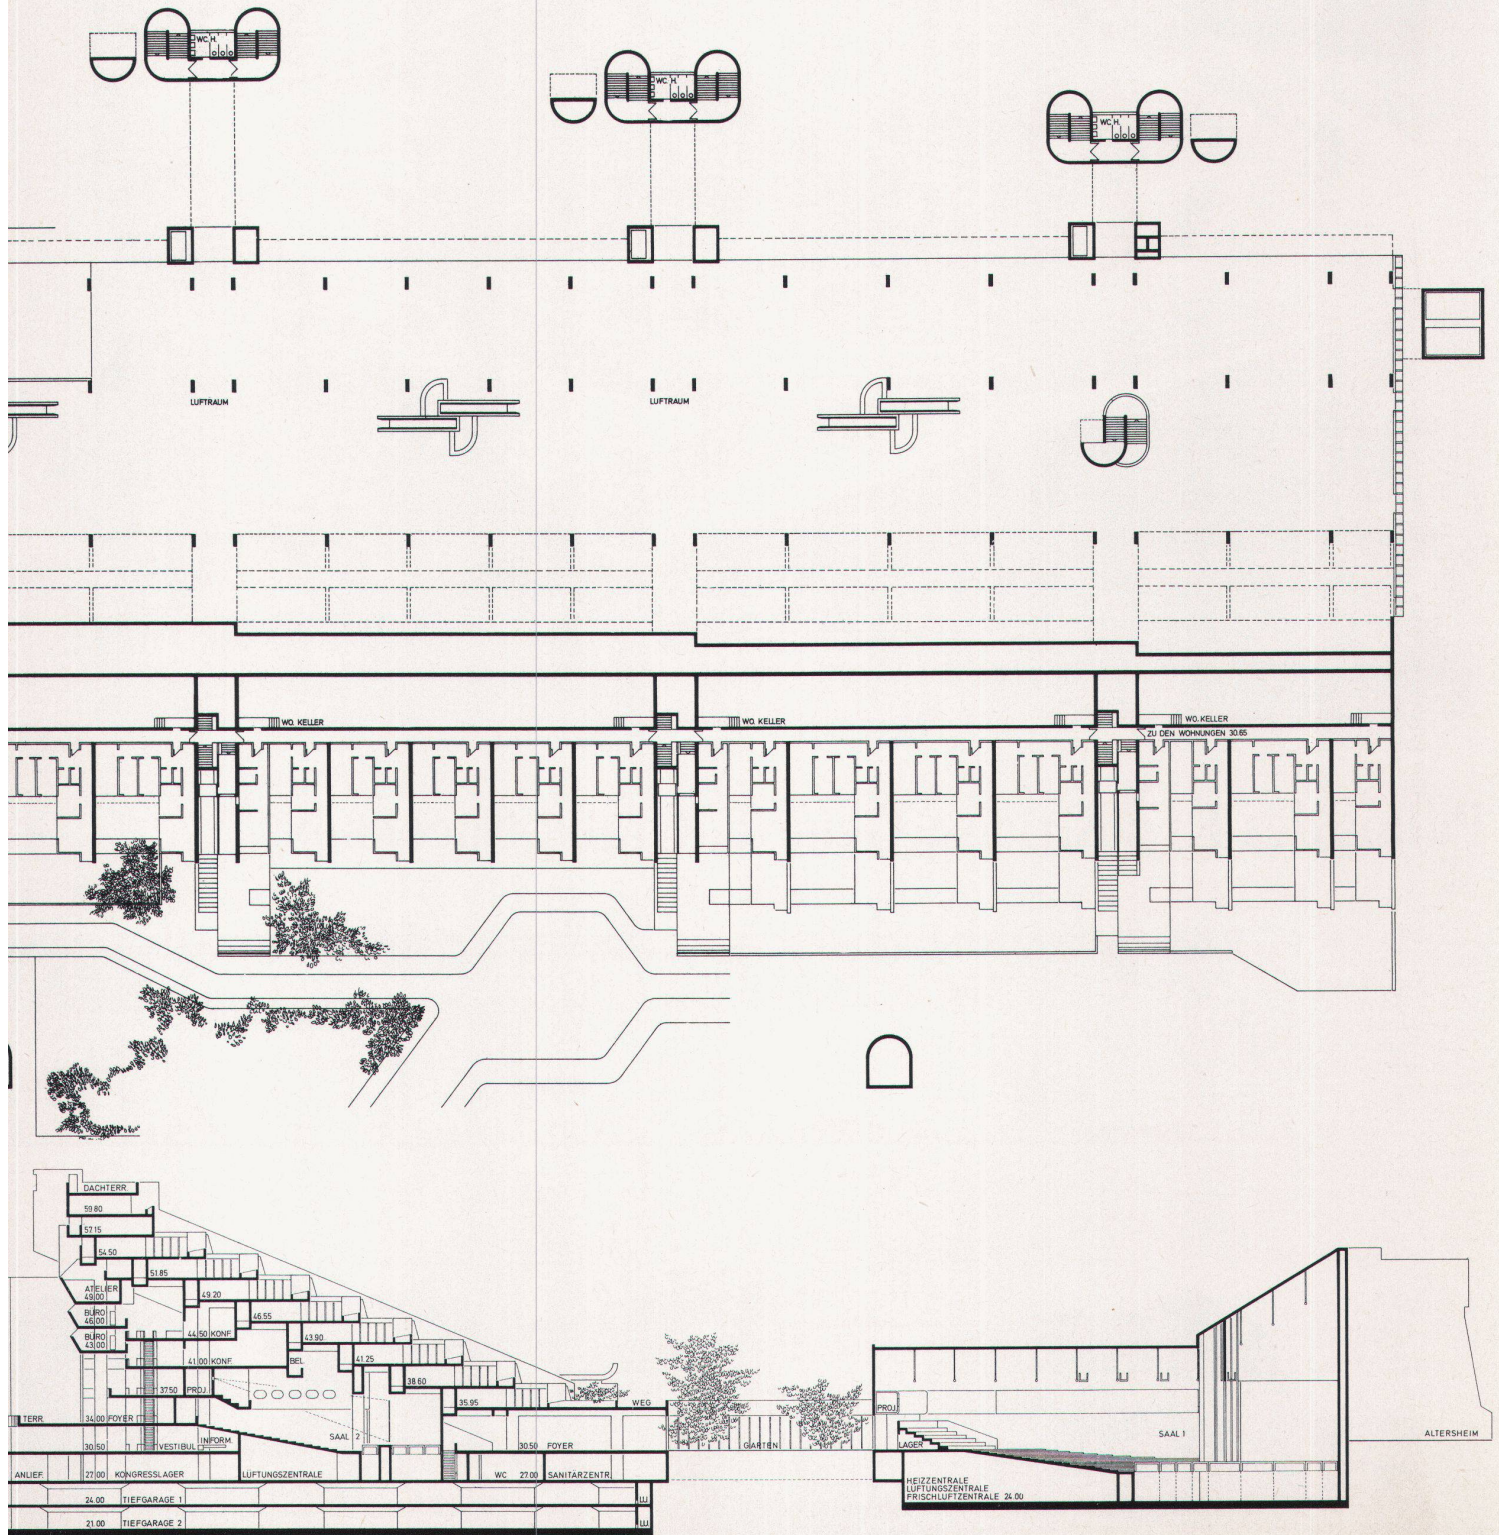 WC. H.
WC. H.
WC. H.
LUFTRAUM
LUFTRAUM
WO. KELLER
WO. KELLER
WO. KELLER
ZU DEN WOHNUNGEN 30.65
DACHTERR.
59.80
57.15
54.50
51.85
ATELIER
49.00
49.20
BÜRO
46.00
46.55
44.50 KONF.
BÜRO
43.00
43.90
41.00 KONF.
BEL.
41.25
37.50
PROJ.
38.60
35.95
WEG
TERR.
34.00 FOYER
INFORM.
SAAL 2
30.50
VESTIBUL
30.50 FOYER
GARTEN
PROJ.
LAGER
SAAL 1
ALTERSHEIM
ANLIEF.
27.00 KONGRESSLAGER
LÜFTUNGSZENTRALE
WC 27.00
SANITÄRZENTR.
HEIZZENTRALE
LÜFTUNGSZENTRALE
FRISCHLUFTZENTRALE 24.00
24.00 TIEFGARAGE 1
21.00 TIEFGARAGE 2